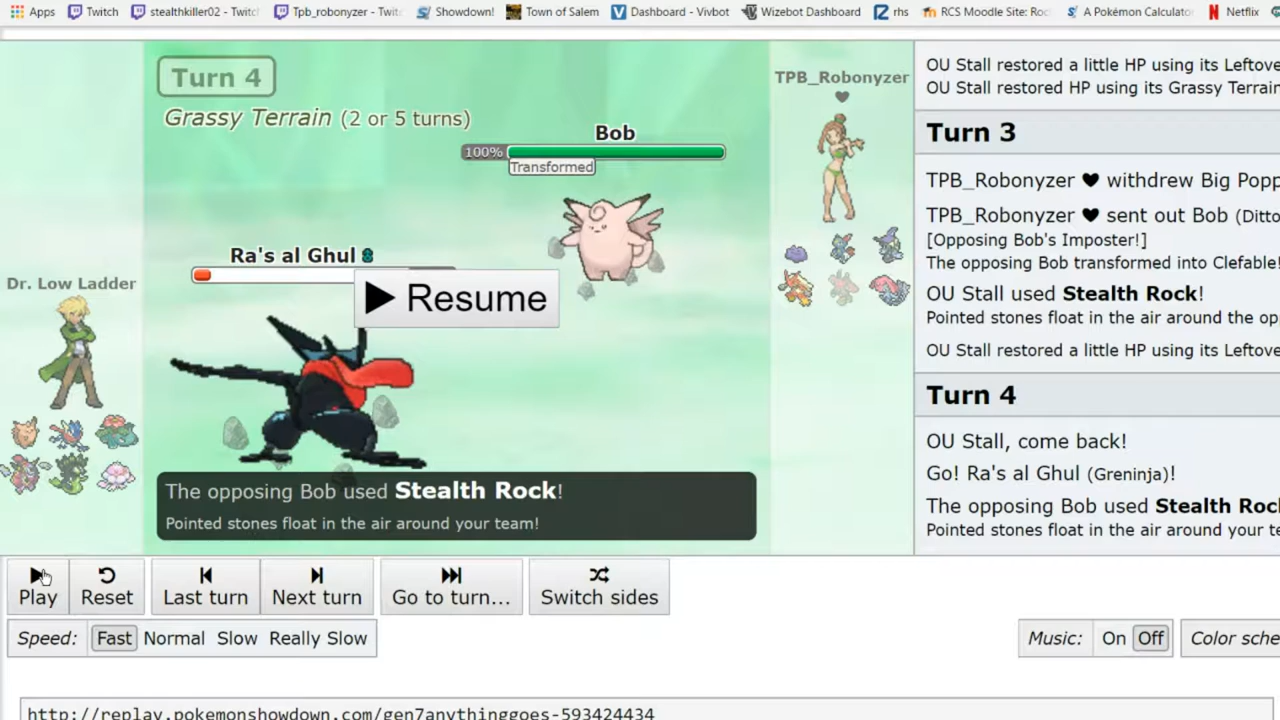 Apps Twitch stealthkiller02 - Twitc Tpb_robonyzer - Twit Showdown! Town of Salem Dashboard - Vivbot Wizebot Dashboard rhs RCS Moodle Site: Roc A Pokémon Calculato Netflix
Turn 4
Grassy Terrain (2 or 5 turns)
Bob
100%
Transformed
Ra's al Ghul
Resume
Dr. Low Ladder
TPB_Robonyzer
The opposing Bob used Stealth Rock!
Pointed stones float in the air around your team!
OU Stall restored a little HP using its Leftove
OU Stall restored HP using its Grassy Terrain
Turn 3
TPB_Robonyzer ♥ withdrew Big Popp
TPB_Robonyzer ♥ sent out Bob (Ditto
[Opposing Bob's Imposter!]
The opposing Bob transformed into Clefable!
OU Stall used Stealth Rock!
Pointed stones float in the air around the op
OU Stall restored a little HP using its Leftove
Turn 4
OU Stall, come back!
Go! Ra's al Ghul (Greninja)!
The opposing Bob used Stealth Rock
Pointed stones float in the air around your te
Play Reset Last turn Next turn Go to turn... Switch sides
Speed: Fast Normal Slow Really Slow
Music: On Off Color sche
http://replay.pokemonshowdown.com/gen7anythinggoes-593424434